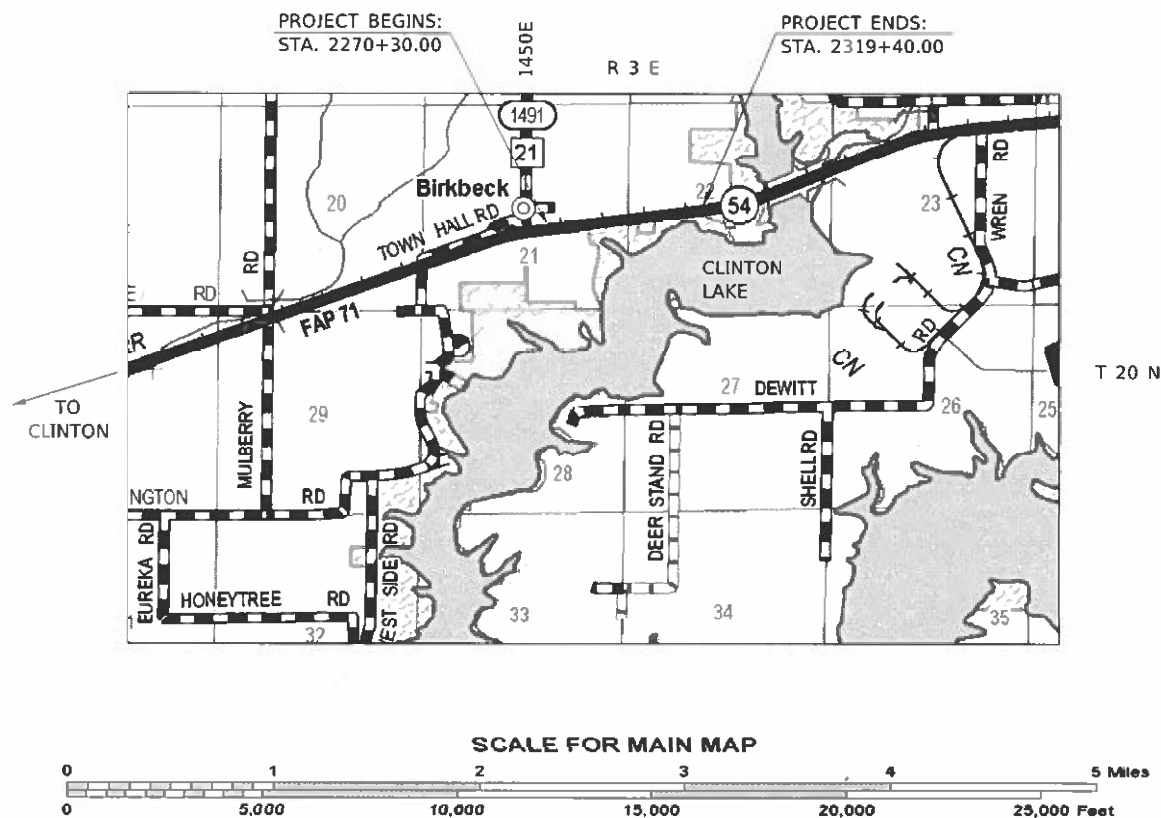 PROJECT BEGINS:
STA. 2270+30.00
1450E
PROJECT ENDS:
STA. 2319+40.00
R 3 E
1491
21
Birkbeck
20
TOWN HALL RD
21
22
54
23
WREN RD
CN
RD
RD
FAP 71
CLINTON
LAKE
RD
CN
T 20 N
TO
CLINTON
MULBERRY
29
27
DEWITT
26
25
28
DEER STAND RD
SHELL RD
NGTON
RD
EUREKA RD
HONEYTREE RD
EST SIDE RD
32
33
34
35
SCALE FOR MAIN MAP
0 1 2 3 4 5 Miles
0 5,000 10,000 15,000 20,000 25,000 Feet